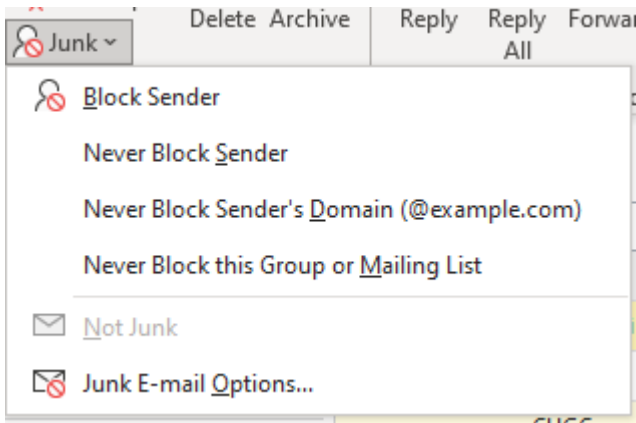 Delete Archive Reply Reply Forwar
All
Junk
Block Sender
Never Block Sender
Never Block Sender's Domain (@example.com)
Never Block this Group or Mailing List
Not Junk
Junk E-mail Options...